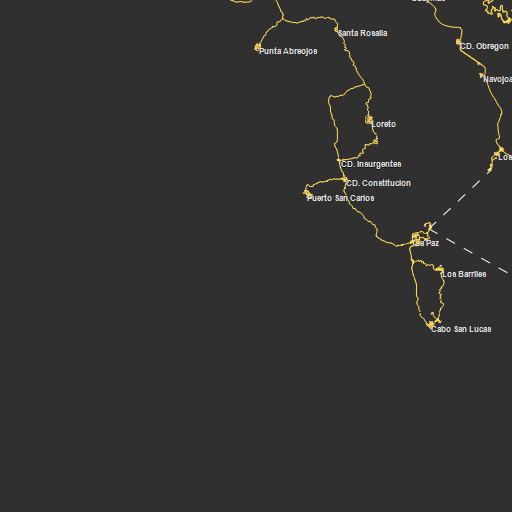 Santa Rosalia
CD. Obregon
Punta Abreojos
Navojoa
Loreto
Los
CD. Insurgentes
CD. Constitucion
Puerto San Carlos
La Paz
Los Barriles
Cabo San Lucas